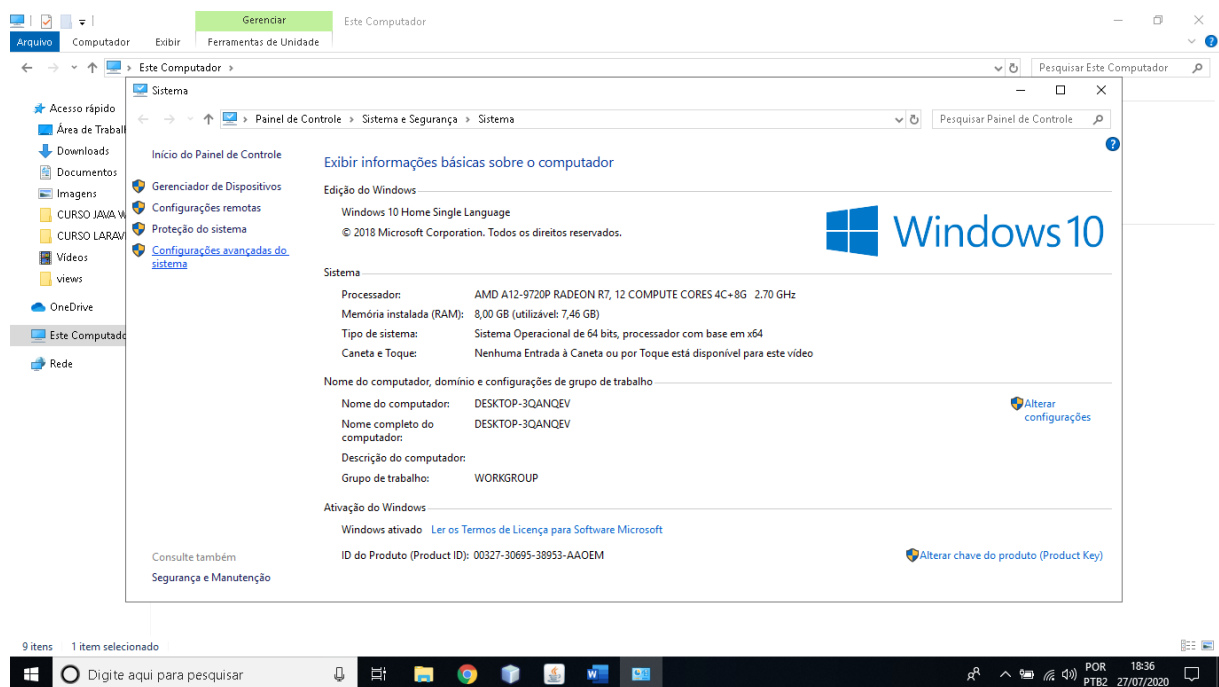 Gerenciar
Este Computador
Arquivo Computador Exibir Ferramentas de Unidade
Este Computador
Pesquisar Este Computador
Acesso rápido
Área de Trabalh
Downloads
Documentos
Imagens
CURSO JAVA W
CURSO LARAV
Vídeos
views
OneDrive
Este Computado
Rede
Sistema
Painel de Controle Sistema e Segurança Sistema
Pesquisar Painel de Controle
Início do Painel de Controle
Gerenciador de Dispositivos
Configurações remotas
Proteção do sistema
Configurações avançadas do
sistema
Consulte também
Segurança e Manutenção
Exibir informações básicas sobre o computador
Edição do Windows
Windows 10 Home Single Language
© 2018 Microsoft Corporation. Todos os direitos reservados.
Windows 10
Sistema
Processador: AMD A12-9720P RADEON R7, 12 COMPUTE CORES 4C+8G 2.70 GHz
Memória instalada (RAM): 8,00 GB (utilizável: 7,46 GB)
Tipo de sistema: Sistema Operacional de 64 bits, processador com base em x64
Caneta e Toque: Nenhuma Entrada à Caneta ou por Toque está disponível para este vídeo
Nome do computador, domínio e configurações de grupo de trabalho
Nome do computador: DESKTOP-3QANQEV
Alterar
configurações
Nome completo do
computador:
DESKTOP-3QANQEV
Descrição do computador:
Grupo de trabalho: WORKGROUP
Ativação do Windows
Windows ativado Ler os Termos de Licença para Software Microsoft
ID do Produto (Product ID): 00327-30695-38953-AAOEM
Alterar chave do produto (Product Key)
9 itens 1 item selecionado
Digite aqui para pesquisar
POR
PTB2
18:36
27/07/2020